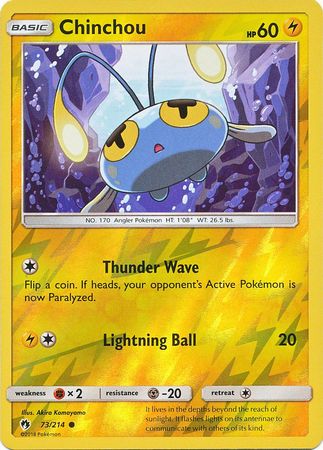 BASIC Chinchou HP60
NO. 170 Angler Pokémon HT. 1'08" WT. 26.5 lbs.
Thunder Wave
Flip a coin. If heads, your opponent's Active Pokémon is
now Paralyzed.
Lightning Ball 20
weakness × 2 resistance -20 retreat
Illus. Akira Komayama
73/214
©2018 Pokémon
It lives in the depths beyond the reach of
sunlight. It flashes lights on its antennae to
communicate with others of its kind.